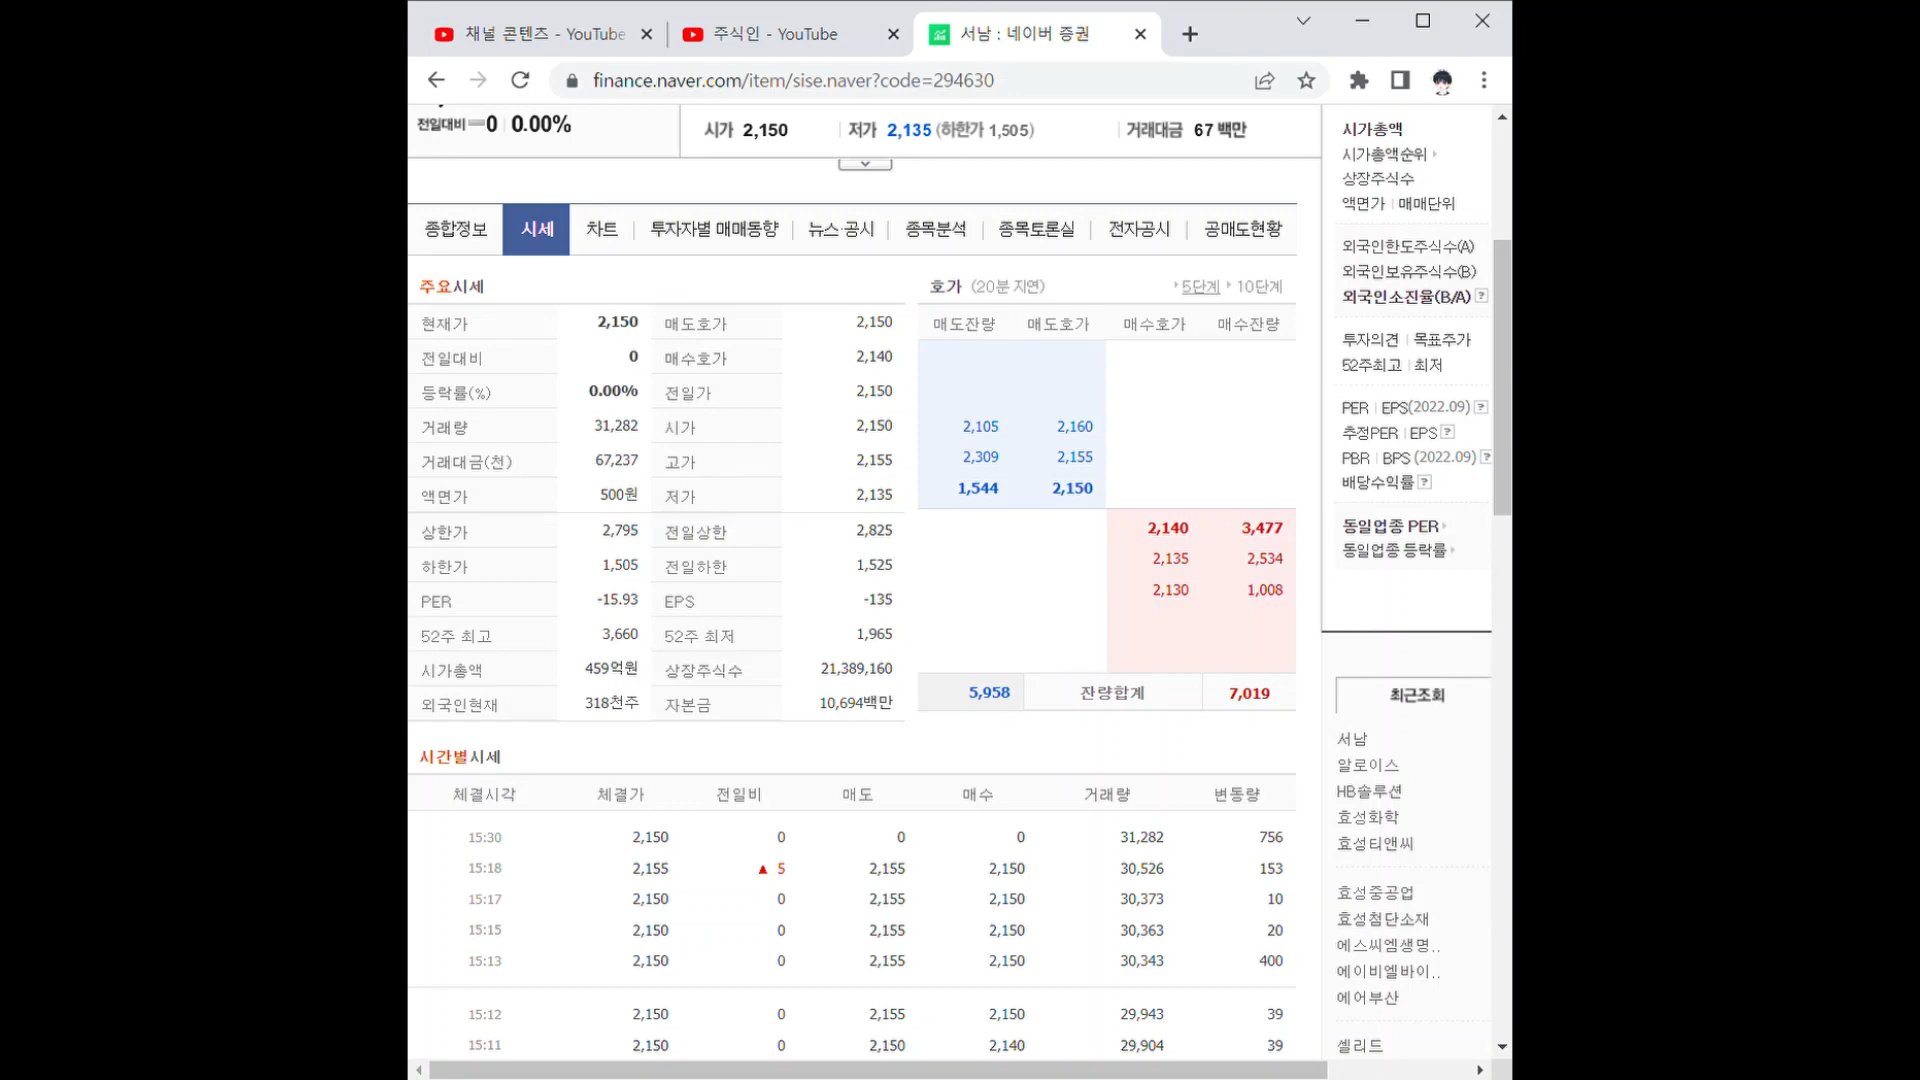 채널 콘텐츠 - YouTube
주식인 - YouTube
서남 : 네이버 증권
finance.naver.com/item/sise.naver?code=294630
전일대비 0 0.00%
시가 2,150 저가 2,135 (하한가 1,505) 거래대금 67 백만
종합정보 시세 차트 투자자별 매매동향 뉴스·공시 종목분석 종목토론실 전자공시 공매도현황
주요시세
현재가 2,150 매도호가 2,150
전일대비 0 매수호가 2,140
등락률(%) 0.00% 전일가 2,150
거래량 31,282 시가 2,150
거래대금(천) 67,237 고가 2,155
액면가 500원 저가 2,135
상한가 2,795 전일상한 2,825
하한가 1,505 전일하한 1,525
PER -15.93 EPS -135
52주 최고 3,660 52주 최저 1,965
시가총액 459억원 상장주식수 21,389,160
외국인현재 318천주 자본금 10,694백만
호가 (20분 지연) 5단계 10단계
매도잔량 매도호가 매수호가 매수잔량
2,105 2,160
2,309 2,155
1,544 2,150
2,140 3,477
2,135 2,534
2,130 1,008
5,958 잔량합계 7,019
시간별시세
체결시각 체결가 전일비 매도 매수 거래량 변동량
15:30 2,150 0 0 0 31,282 756
15:18 2,155 ▲ 5 2,155 2,150 30,526 153
15:17 2,150 0 2,155 2,150 30,373 10
15:15 2,150 0 2,155 2,150 30,363 20
15:13 2,150 0 2,155 2,150 30,343 400
15:12 2,150 0 2,155 2,150 29,943 39
15:11 2,150 0 2,150 2,140 29,904 39
시가총액
시가총액순위
상장주식수
액면가 매매단위
외국인한도주식수(A)
외국인보유주식수(B)
외국인소진율(B/A) ?
투자의견 목표주가
52주최고 최저
PER EPS(2022.09) ?
추정PER EPS ?
PBR BPS (2022.09) ?
배당수익률 ?
동일업종 PER
동일업종 등락률
최근조회
서남
알로이스
HB솔루션
효성화학
효성티앤씨
효성중공업
효성첨단소재
에스씨엠생명..
에이비엘바이..
에어부산
셀리드